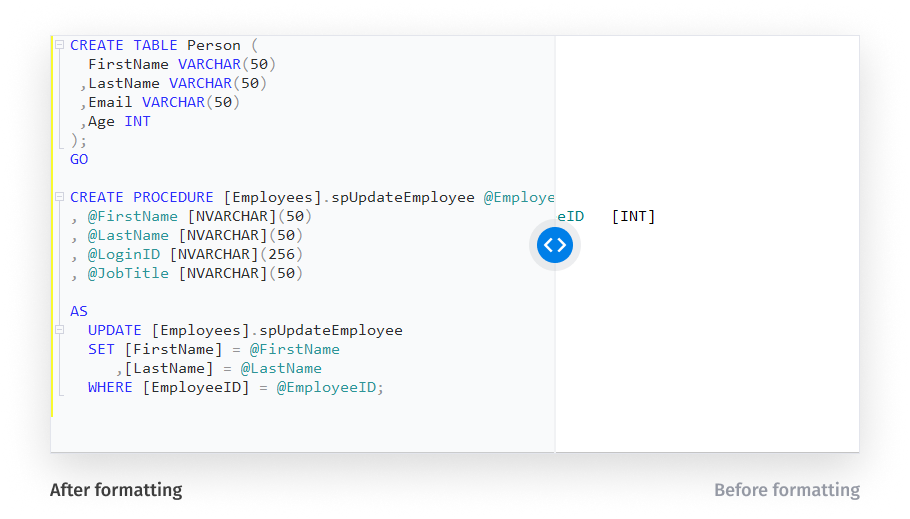 CREATE TABLE Person (
FirstName VARCHAR(50)
,LastName VARCHAR(50)
,Email VARCHAR(50)
,Age INT
);
GO
CREATE PROCEDURE [Employees].spUpdateEmployee @Employe
, @FirstName [NVARCHAR](50)
eID [INT]
, @LastName [NVARCHAR](50)
, @LoginID [NVARCHAR](256)
, @JobTitle [NVARCHAR](50)
AS
UPDATE [Employees].spUpdateEmployee
SET [FirstName] = @FirstName
,[LastName] = @LastName
WHERE [EmployeeID] = @EmployeeID;
After formatting
Before formatting